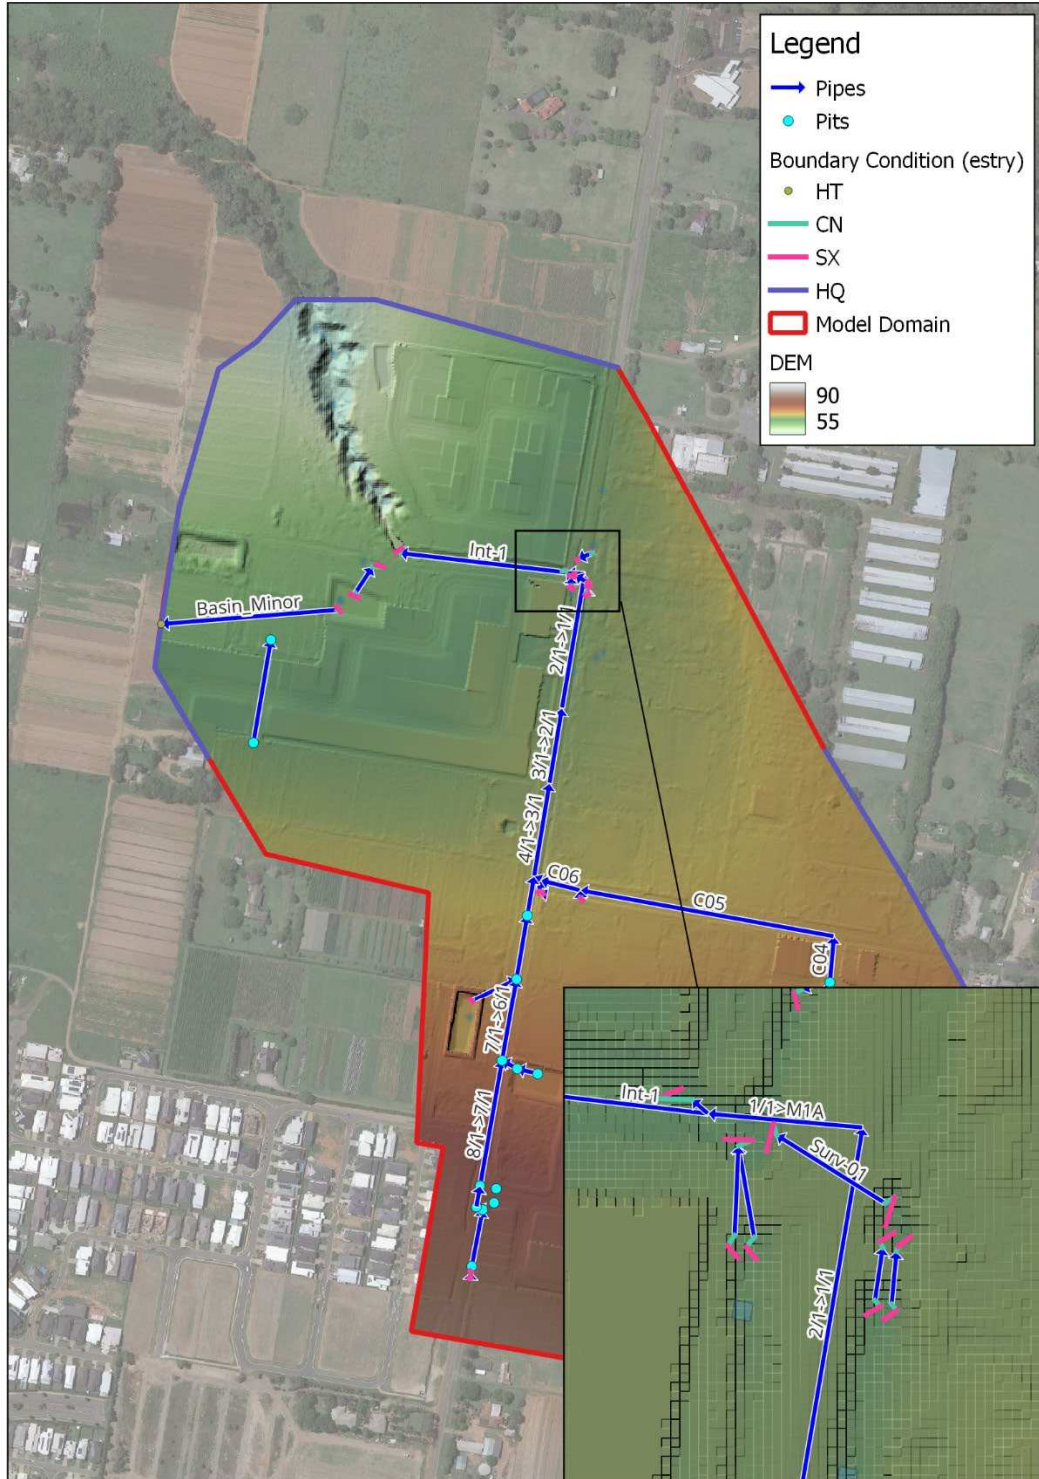 Legend
Pipes
Pits
Boundary Condition (estry)
HT
CN
SX
HQ
Model Domain
DEM
90
55
Int-1
Basin_Minor
2/1->1/1
3/1->2/1
4/1->3/1
C06
C05
C04
7/1->6/1
8/1->7/1
Int-1
1/1>M1A
Surv-01
2/1->1/1